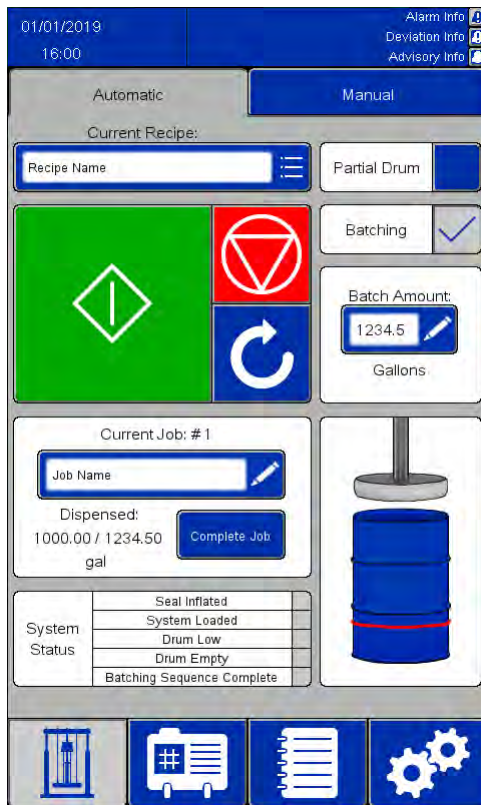 01/01/2019
16:00
Alarm Info
Deviation Info
Advisory Info
Automatic
Manual
Current Recipe:
Recipe Name
Partial Drum
Batching
Batch Amount:
1234.5
Gallons
Current Job: #1
Job Name
Dispensed:
1000.00 / 1234.50
gal
Complete Job
System
Status
Seal Inflated
System Loaded
Drum Low
Drum Empty
Batching Sequence Complete
#